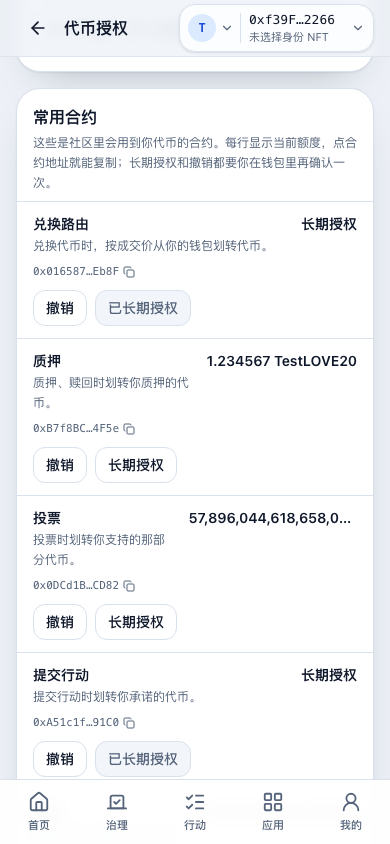 代币授权
T
0xf39F…2266
未选择身份 NFT
常用合约
这些是社区里会用到你代币的合约。每行显示当前额度，点合
约地址就能复制；长期授权和撤销都要你在钱包里再确认一
次。
兑换路由
长期授权
兑换代币时，按成交价从你的钱包划转代币。
0x016587…Eb8F
撤销
已长期授权
质押
1.234567 TestLOVE20
质押、赎回时划转你质押的代
币。
0xB7f8BC…4F5e
撤销
长期授权
投票
57,896,044,618,658,0...
投票时划转你支持的那部
分代币。
0x0DCd1B…CD82
撤销
长期授权
提交行动
长期授权
提交行动时划转你承诺的代币。
0xA51c1f…91C0
撤销
已长期授权
首页
治理
行动
应用
我的